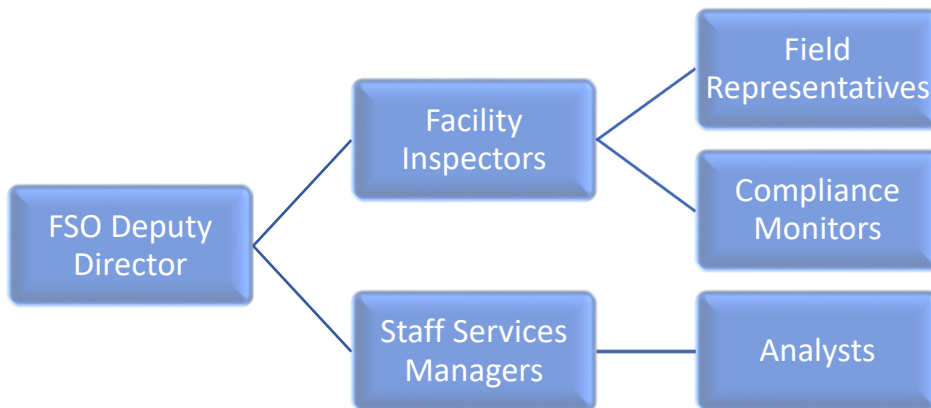 Field
Representatives
Facility
Inspectors
Compliance
Monitors
FSO Deputy
Director
Staff Services
Managers
Analysts